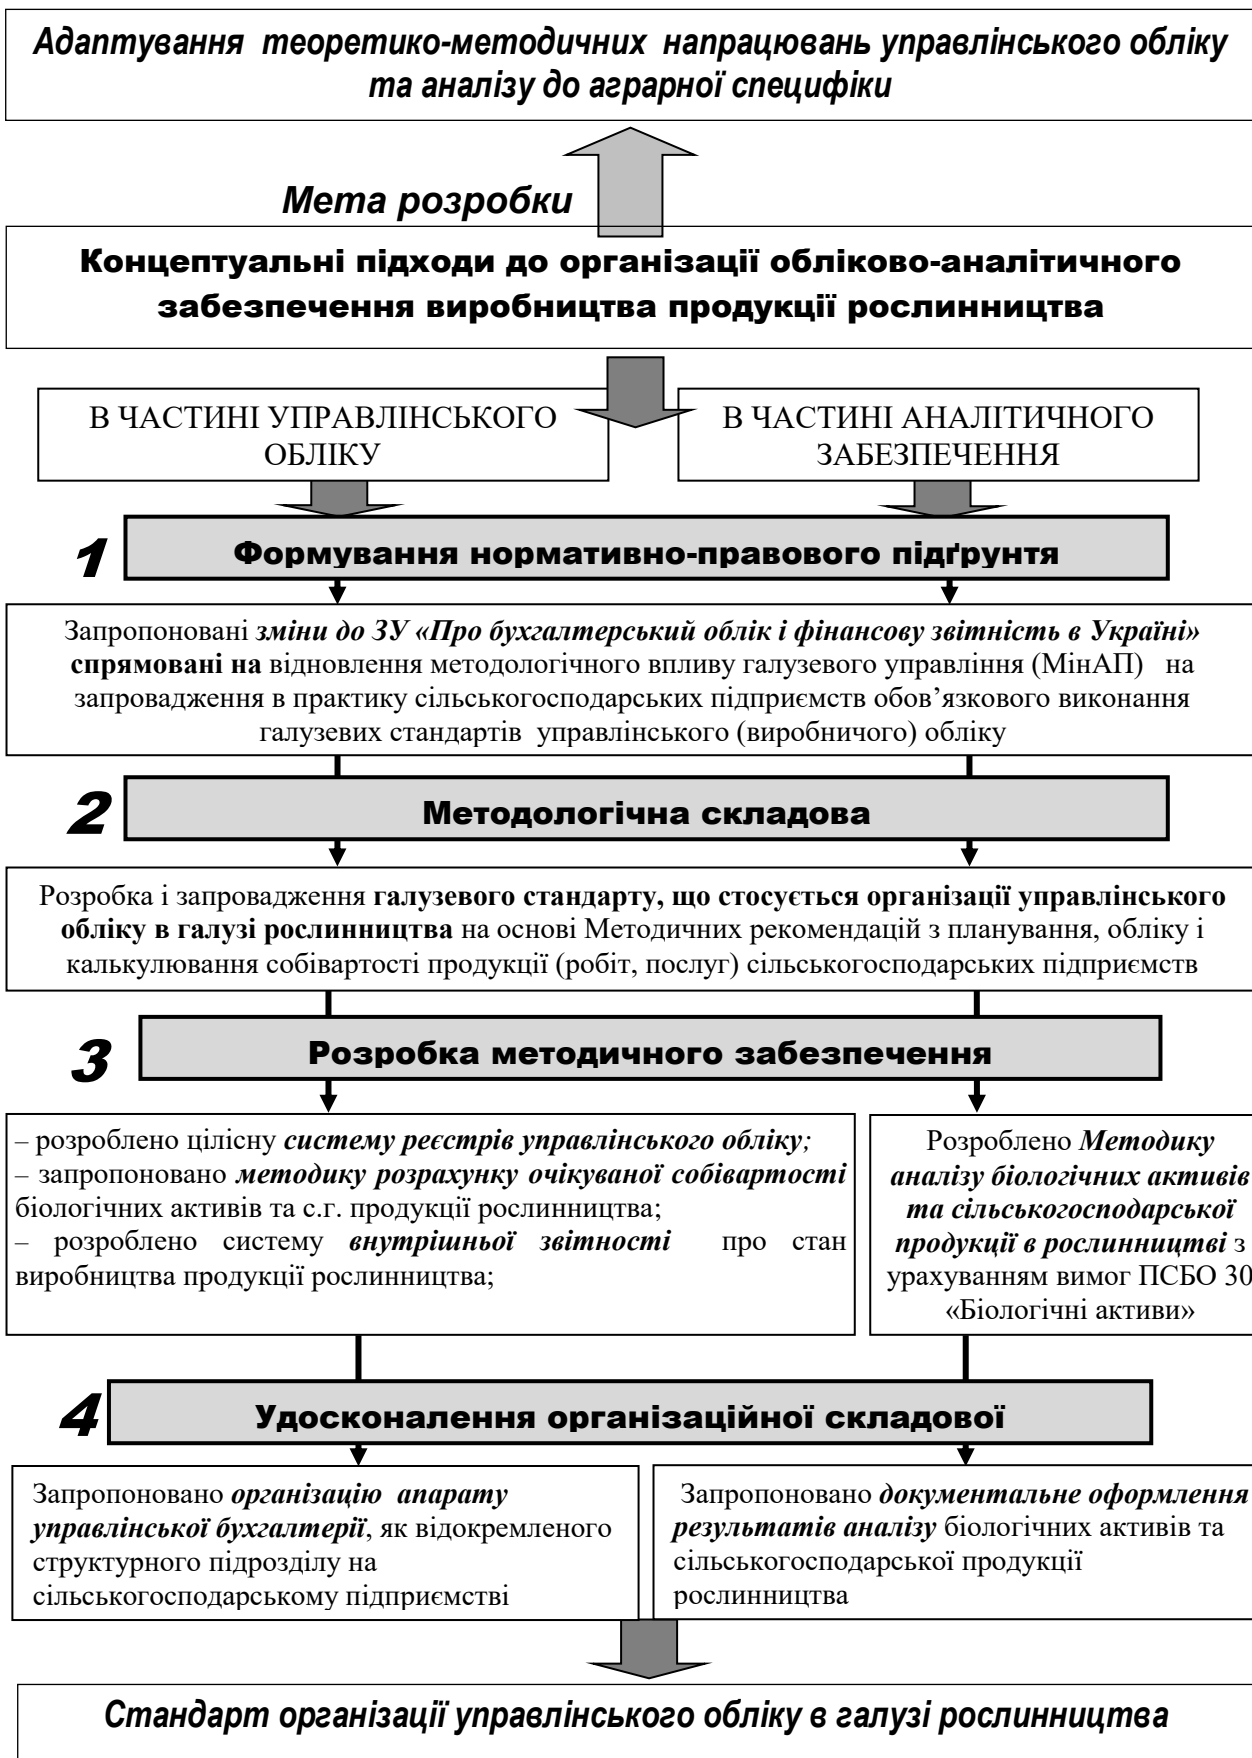 Адаптування теоретико-методичних напрацювань управлінського обліку
та аналізу до аграрної специфіки
Мета розробки
Концептуальні підходи до організації обліково-аналітичного
забезпечення виробництва продукції рослинництва
В ЧАСТИНІ УПРАВЛІНСЬКОГО
ОБЛІКУ
В ЧАСТИНІ АНАЛІТИЧНОГО
ЗАБЕЗПЕЧЕННЯ
1
Формування нормативно-правового підґрунтя
Запропоновані зміни до ЗУ «Про бухгалтерський облік і фінансову звітність в Україні»
спрямовані на відновлення методологічного впливу галузевого управління (МінАП) на
запровадження в практику сільськогосподарських підприємств обов’язкового виконання
галузевих стандартів управлінського (виробничого) обліку
2
Методологічна складова
Розробка і запровадження галузевого стандарту, що стосується організації управлінського
обліку в галузі рослинництва на основі Методичних рекомендацій з планування, обліку і
калькулювання собівартості продукції (робіт, послуг) сільськогосподарських підприємств
3
Розробка методичного забезпечення
– розроблено цілісну систему реєстрів управлінського обліку;
– запропоновано методику розрахунку очікуваної собівартості
біологічних активів та с.г. продукції рослинництва;
– розроблено систему внутрішньої звітності про стан
виробництва продукції рослинництва;
Розроблено Методику
аналізу біологічних активів
та сільськогосподарської
продукції в рослинництві з
урахуванням вимог ПСБО 30
«Біологічні активи»
4
Удосконалення організаційної складової
Запропоновано організацію апарату
управлінської бухгалтерії, як відокремленого
структурного підрозділу на
сільськогосподарському підприємстві
Запропоновано документальне оформлення
результатів аналізу біологічних активів та
сільськогосподарської продукції
рослинництва
Стандарт організації управлінського обліку в галузі рослинництва